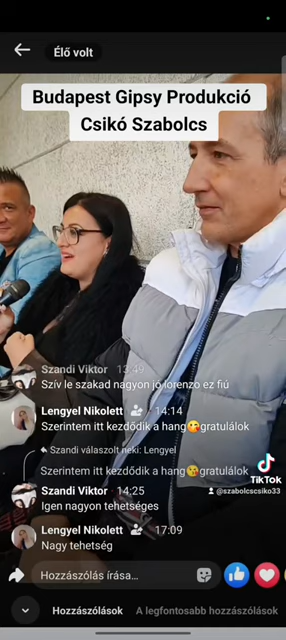 Élő volt
Budapest Gipsy Produkció
Csikó Szabolcs
Szandi Viktor 13:49
Szív le szakad nagyon jó lorenzo ez fiú
Lengyel Nikolett 14:14
Szerintem itt kezdődik a hang😘gratulálok
Szandi válaszolt neki: Lengyel
Szerintem itt kezdődik a hang😘gratulálok
Szandi Viktor 14:25
Igen nagyon tehetséges
TikTok
@szabolcscsiko33
Lengyel Nikolett 17:09
Nagy tehetség
Hozzászólás írása...
Hozzászólások
A legfontosabb hozzászólások